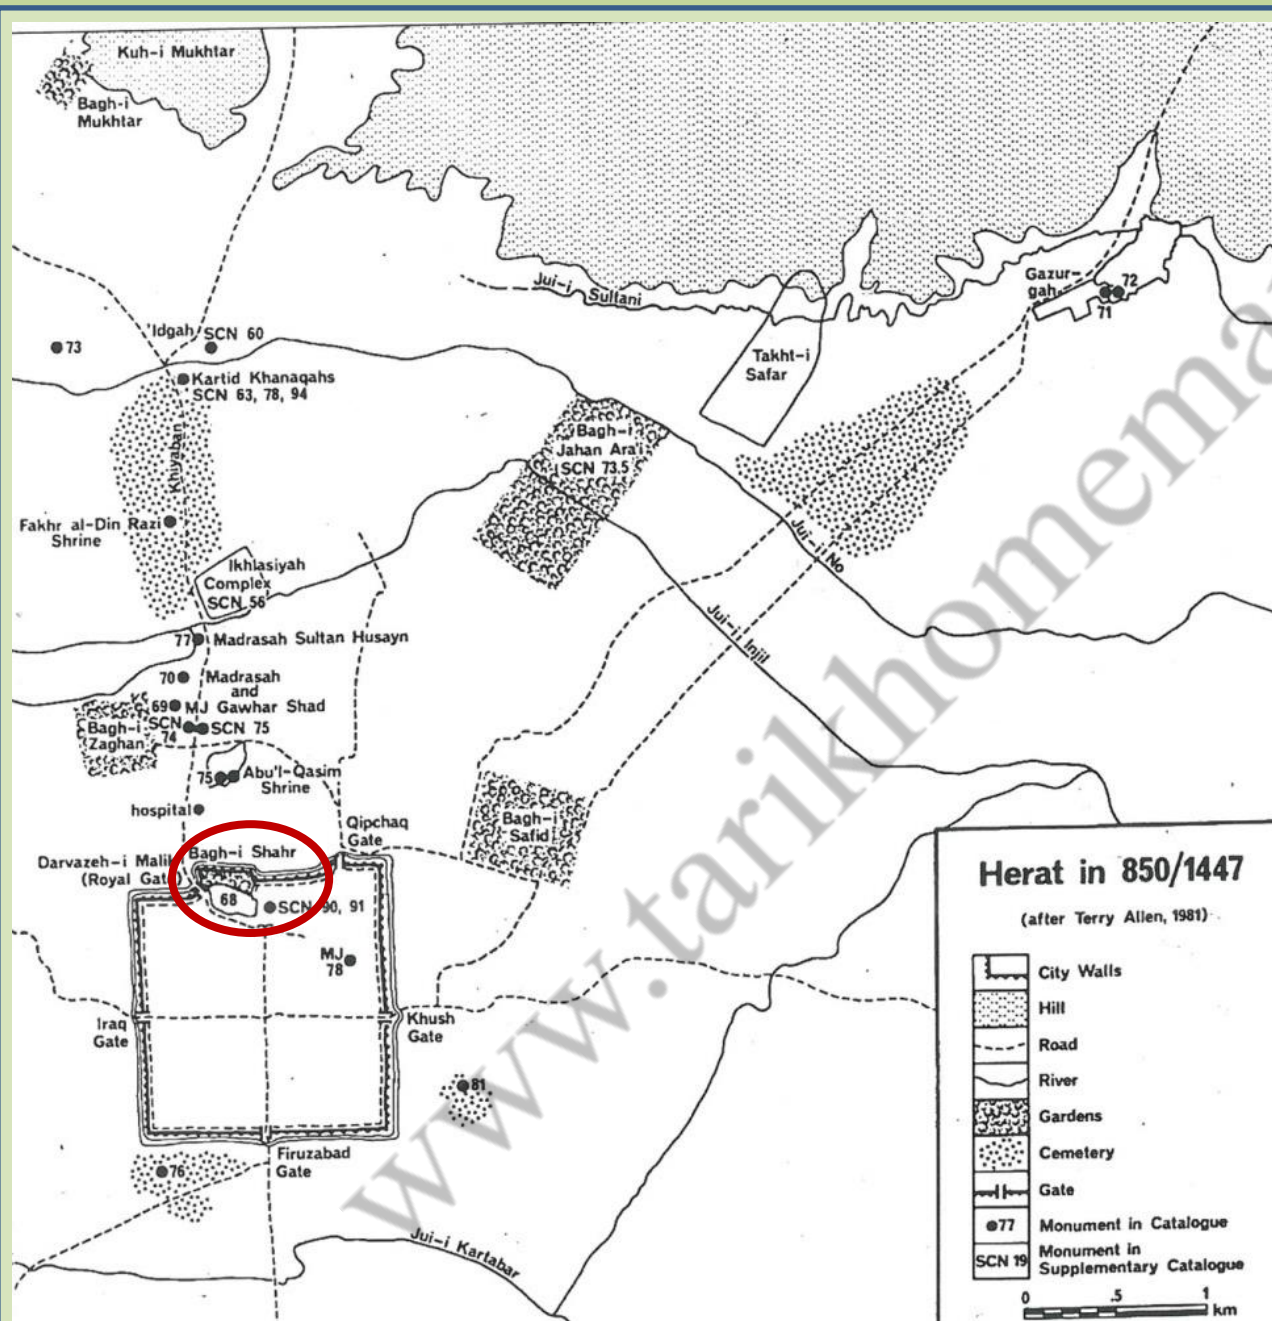 Kuh-i Mukhtar
Bagh-i
Mukhtar
Jui-i Sultani
Gazur-
gah
72
71
'Idgah
SCN 60
73
Takht-i
Safar
Kartid Khanaqahs
SCN 63, 78, 94
Khiyaban
Bagh-i
Jahan Ara'i
SCN 73.5
Fakhr al-Din Razi
Shrine
Jui-i No
Ikhlasiyah
Complex
SCN 56
Jui-i Injil
77
Madrasah Sultan Husayn
70
Madrasah
and
69
MJ Gawhar Shad
Bagh-i
Zaghan
SCN
74
SCN 75
75
Abu'l-Qasim
Shrine
hospital
Bagh-i
Safid
Qipchaq
Gate
Bagh-i Shahr
Darvazeh-i Malik
(Royal Gate)
68
SCN 90, 91
MJ
78
Iraq
Gate
Khush
Gate
81
Firuzabad
Gate
76
Jui-i Kartabar
Herat in 850/1447
(after Terry Allen, 1981)
City Walls
Hill
Road
River
Gardens
Cemetery
Gate
77
Monument in Catalogue
SCN 19
Monument in
Supplementary Catalogue
0 .5 1
km